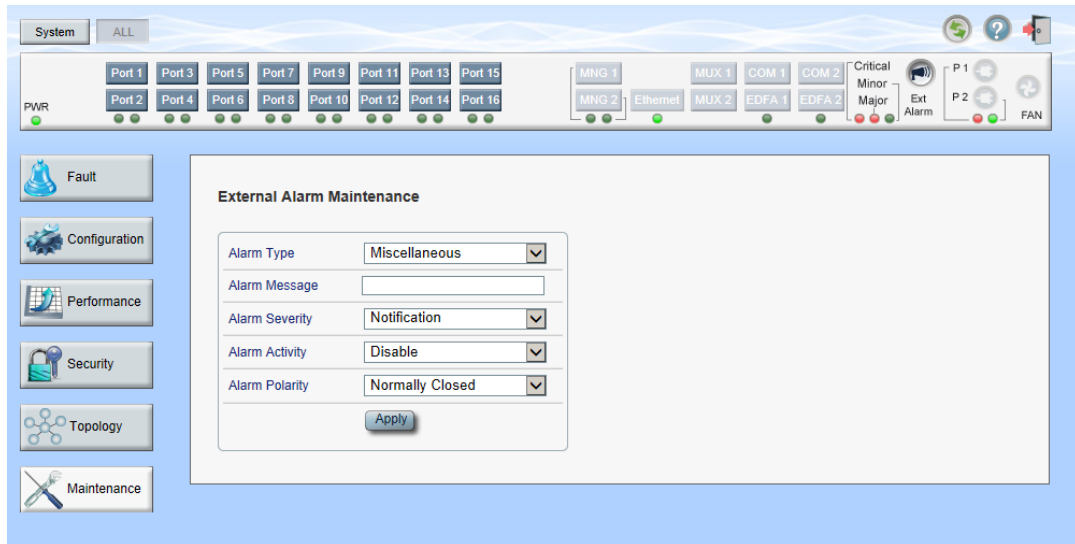 System ALL
Port 1 Port 3 Port 5 Port 7 Port 9 Port 11 Port 13 Port 15 MNG 1 MUX 1 COM 1 COM 2 Critical P 1
Minor
PWR Port 2 Port 4 Port 6 Port 8 Port 10 Port 12 Port 14 Port 16 MNG 2 Ethernet MUX 2 EDFA 1 EDFA 2 Major Ext Alarm P 2 FAN
Fault
Configuration
Performance
Security
Topology
Maintenance
External Alarm Maintenance
Alarm Type Miscellaneous
Alarm Message
Alarm Severity Notification
Alarm Activity Disable
Alarm Polarity Normally Closed
Apply